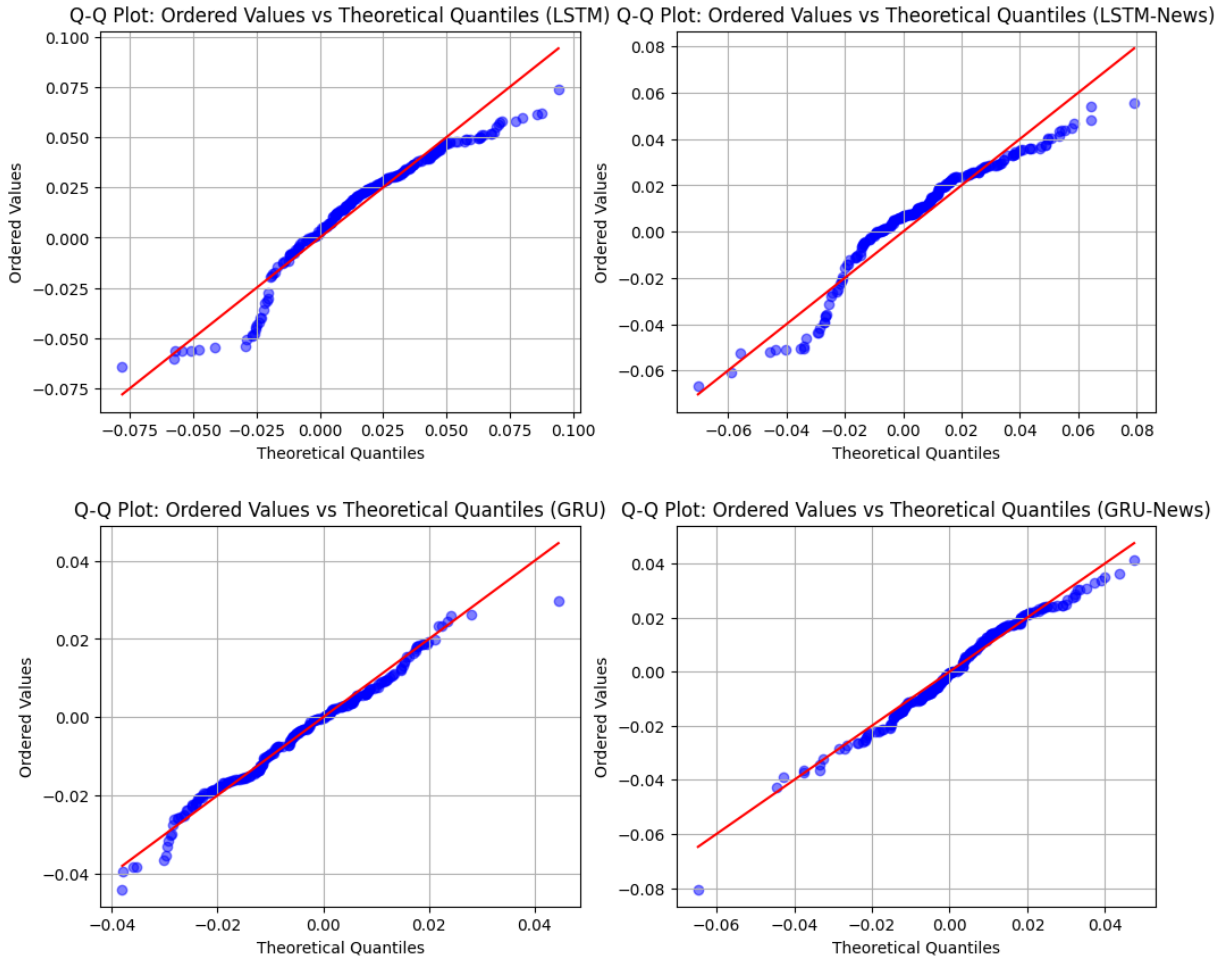 Q-Q Plot: Ordered Values vs Theoretical Quantiles (LSTM)
0.100
0.075
0.050
0.025
0.000
−0.025
−0.050
−0.075
Ordered Values
−0.075 −0.050 −0.025 0.000 0.025 0.050 0.075 0.100
Theoretical Quantiles
Q-Q Plot: Ordered Values vs Theoretical Quantiles (LSTM-News)
0.08
0.06
0.04
0.02
0.00
−0.02
−0.04
−0.06
Ordered Values
−0.06 −0.04 −0.02 0.00 0.02 0.04 0.06 0.08
Theoretical Quantiles
Q-Q Plot: Ordered Values vs Theoretical Quantiles (GRU)
0.04
0.02
0.00
−0.02
−0.04
Ordered Values
−0.04 −0.02 0.00 0.02 0.04
Theoretical Quantiles
Q-Q Plot: Ordered Values vs Theoretical Quantiles (GRU-News)
0.04
0.02
0.00
−0.02
−0.04
−0.06
−0.08
Ordered Values
−0.06 −0.04 −0.02 0.00 0.02 0.04
Theoretical Quantiles